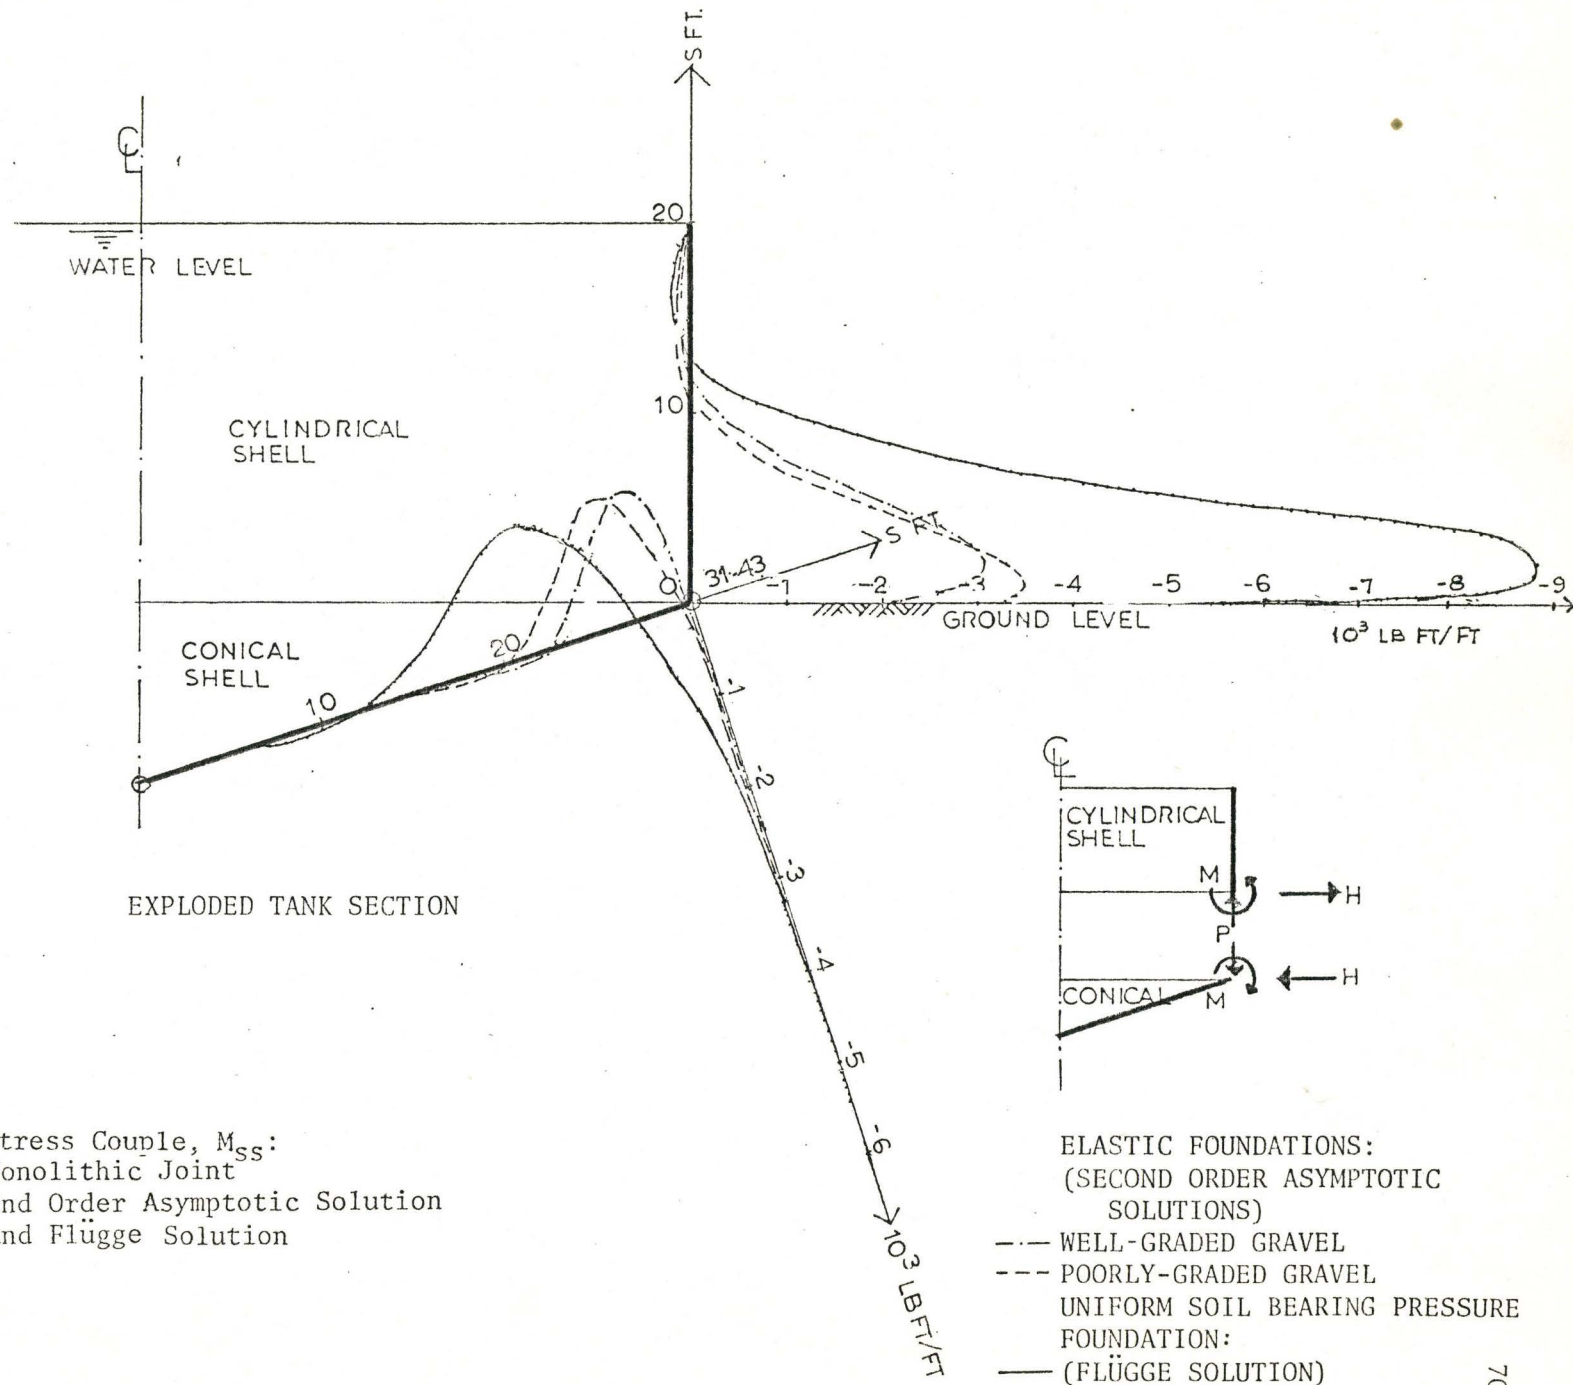 S FT.
℄
20
WATER LEVEL
10
CYLINDRICAL
SHELL
S FT
0
31.43
-1
-2
-3
-4
-5
-6
-7
-8
-9
GROUND LEVEL
10³ LB FT/FT
CONICAL
SHELL
20
10
-1
-2
-3
-4
-5
-6
10³ LB FT/FT
EXPLODED TANK SECTION
℄
CYLINDRICAL
SHELL
M
H
P
H
CONICAL
M
tress Couple, Mss:
onolithic Joint
nd Order Asymptotic Solution
nd Flügge Solution
ELASTIC FOUNDATIONS:
(SECOND ORDER ASYMPTOTIC
SOLUTIONS)
WELL-GRADED GRAVEL
POORLY-GRADED GRAVEL
UNIFORM SOIL BEARING PRESSURE
FOUNDATION:
(FLÜGGE SOLUTION)